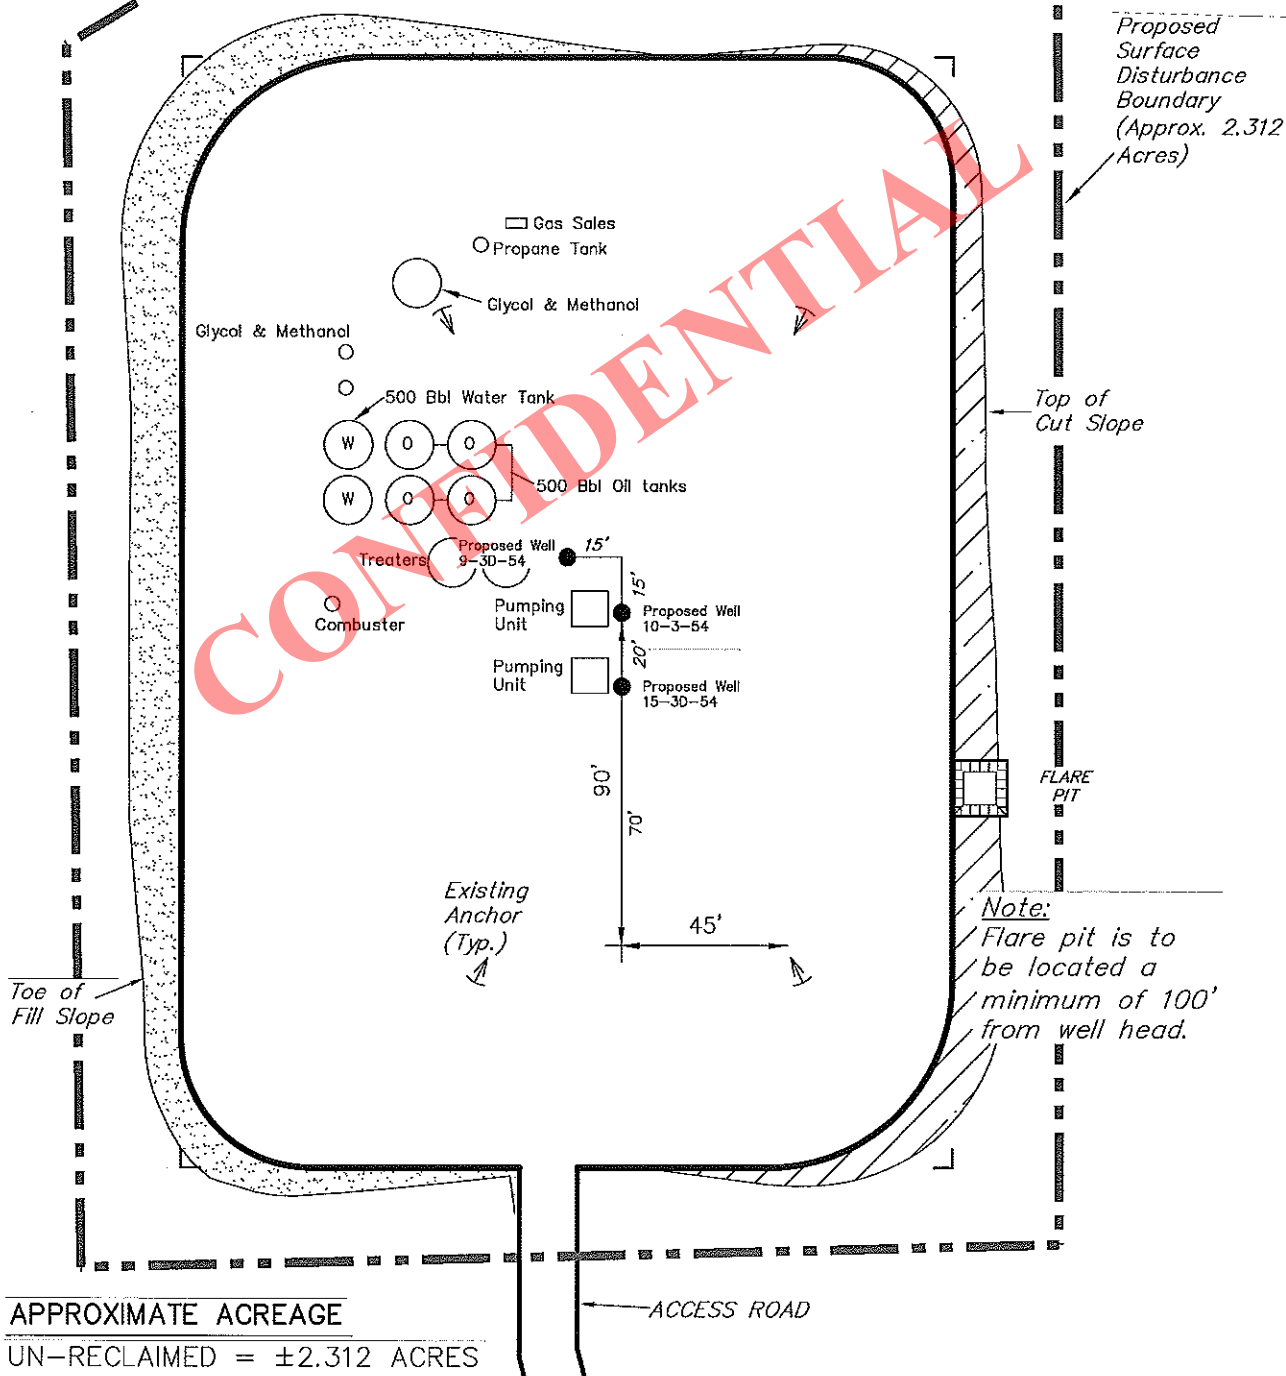 Proposed
Surface
Disturbance
Boundary
(Approx. 2.312
Acres)
Gas Sales
Propane Tank
Glycol & Methanol
Glycol & Methanol
500 Bbl Water Tank
Top of
Cut Slope
W O O
500 Bbl Oil tanks
W O O
Treaters
Proposed Well
9-3D-54
15'
15'
Combuster
Pumping
Unit
Proposed Well
10-3-54
20'
Pumping
Unit
Proposed Well
15-3D-54
90'
70'
FLARE
PIT
Existing
Anchor
(Typ.)
45'
Note:
Flare pit is to
be located a
minimum of 100'
from well head.
Toe of
Fill Slope
ACCESS ROAD
APPROXIMATE ACREAGE
UN-RECLAIMED = ±2.312 ACRES
CONFIDENTIAL